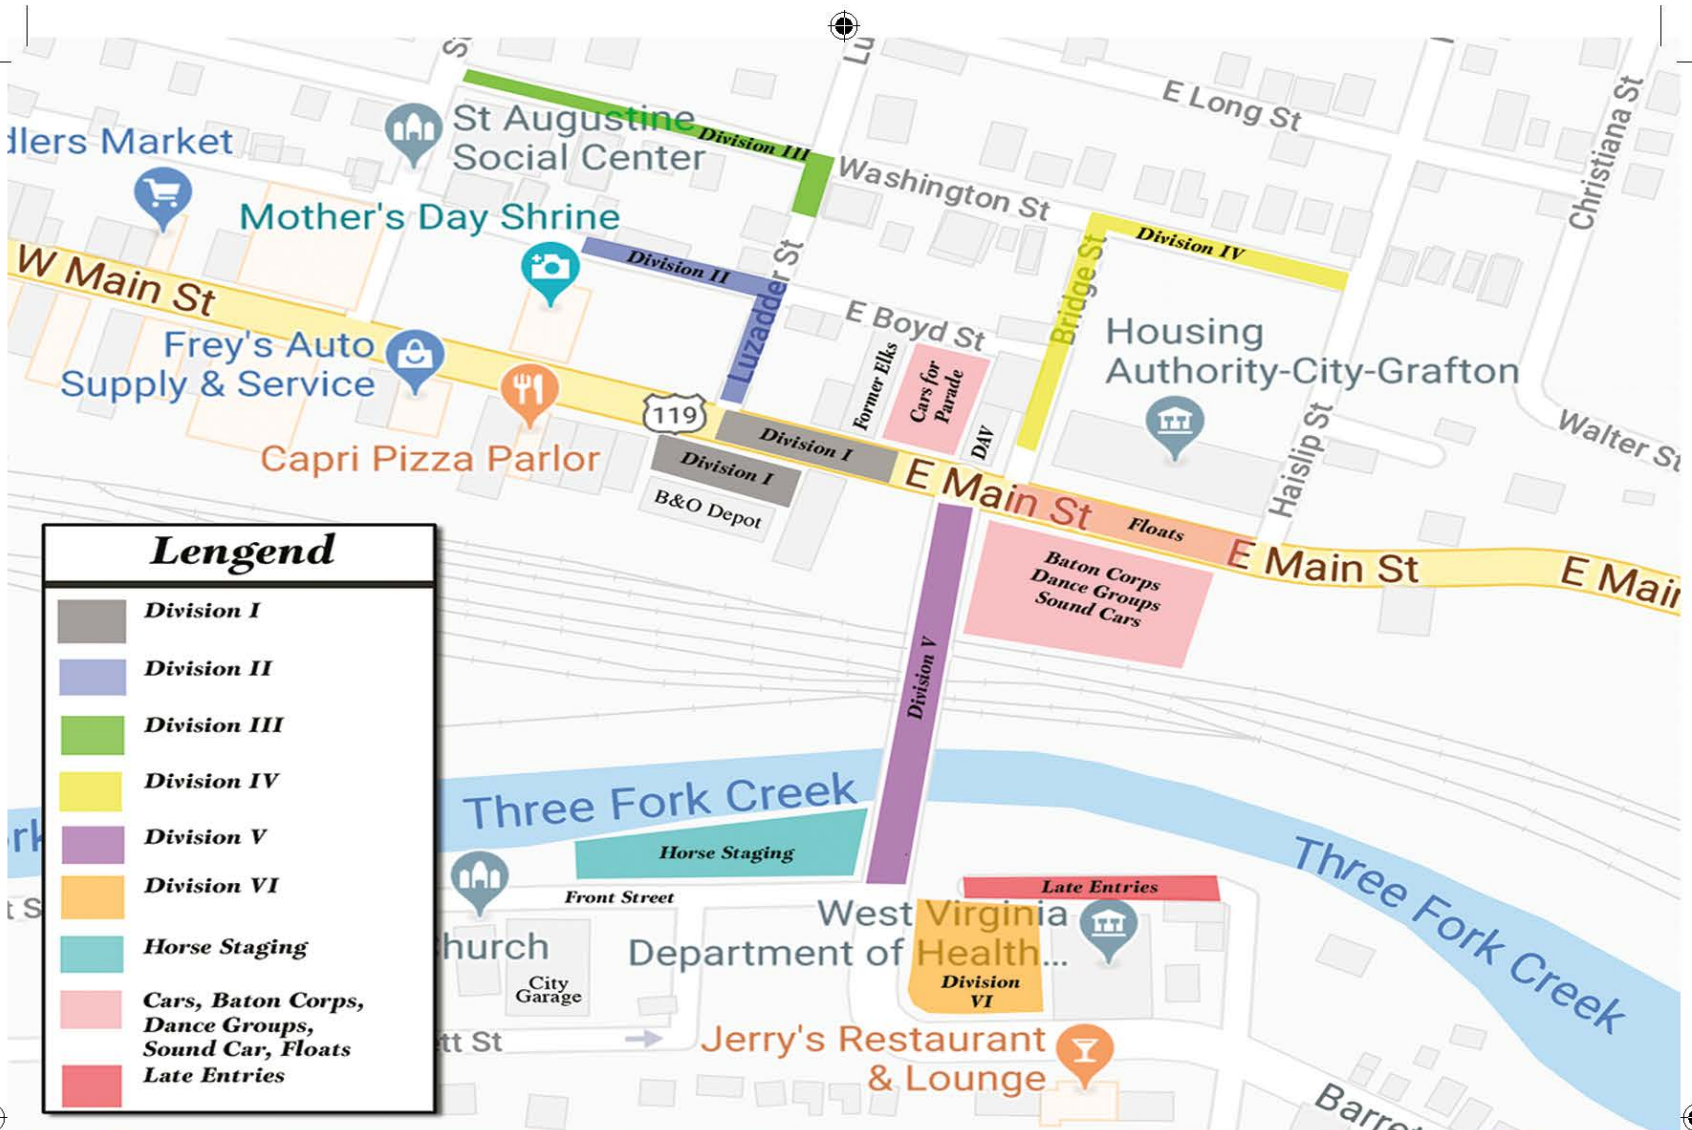 E Long St
Christiana St
St Augustine
Social Center
Division III
dlers Market
Washington St
Mother's Day Shrine
Division IV
Division II
Luzadder St
Bridge St
W Main St
E Boyd St
Housing
Authority-City-Grafton
Frey's Auto
Supply & Service
Former Elks
Cars for
Parade
DAV
119
Division I
Division I
B&O Depot
Capri Pizza Parlor
Haislip St
Walter St
E Main St
Floats
E Main St
E Mai
Baton Corps
Dance Groups
Sound Cars
Division V
Lengend
Division I
Division II
Division III
Division IV
Division V
Division VI
Horse Staging
Cars, Baton Corps,
Dance Groups,
Sound Car, Floats
Late Entries
Three Fork Creek
Three Fork Creek
Horse Staging
Front Street
Late Entries
West Virginia
Department of Health...
Division
VI
hurch
City
Garage
tt St
Jerry's Restaurant
& Lounge
Barre